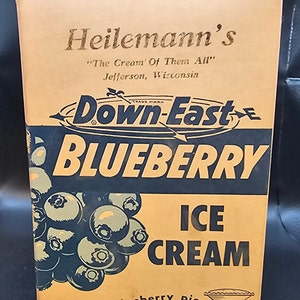 Heilemann's
"The Cream Of Them All"
Jefferson, Wisconsin
TRADE MARK
Down-East
BLUEBERRY
ICE
CREAM